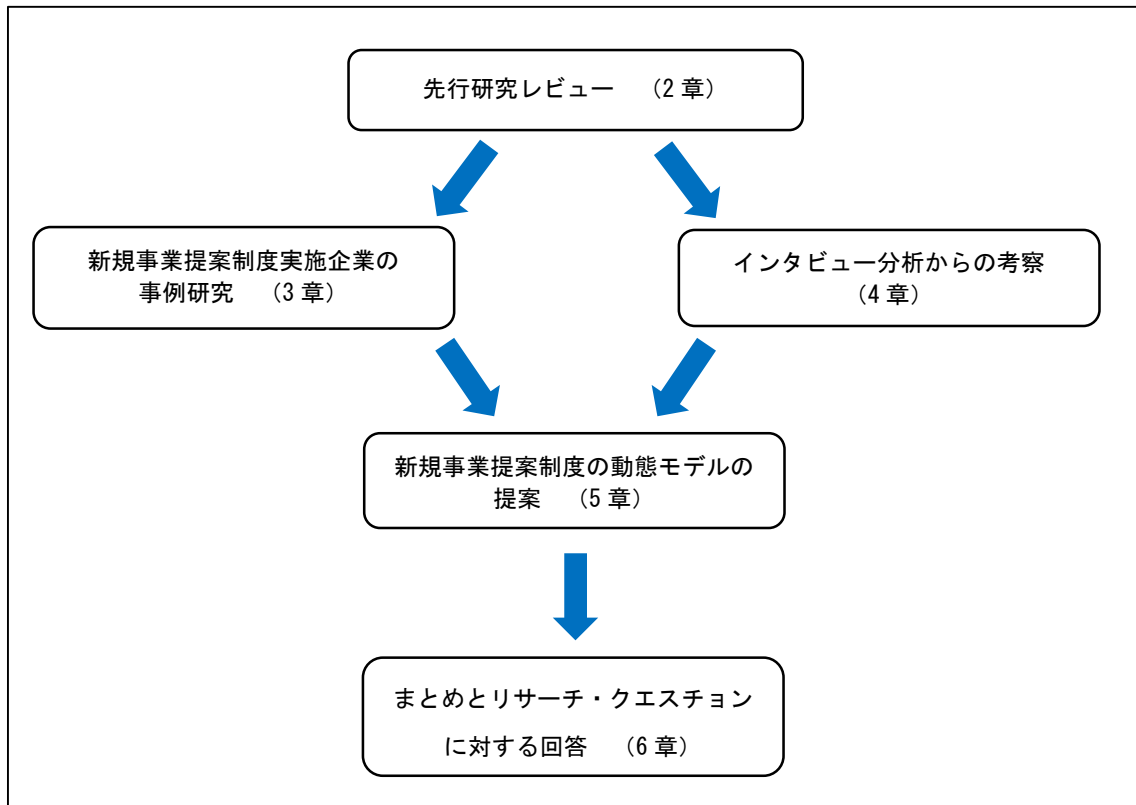 先行研究レビュー　（2 章）
新規事業提案制度実施企業の
事例研究　（3 章）
インタビュー分析からの考察
（4 章）
新規事業提案制度の動態モデルの
提案　（5 章）
まとめとリサーチ・クエスチョン
に対する回答　（6 章）